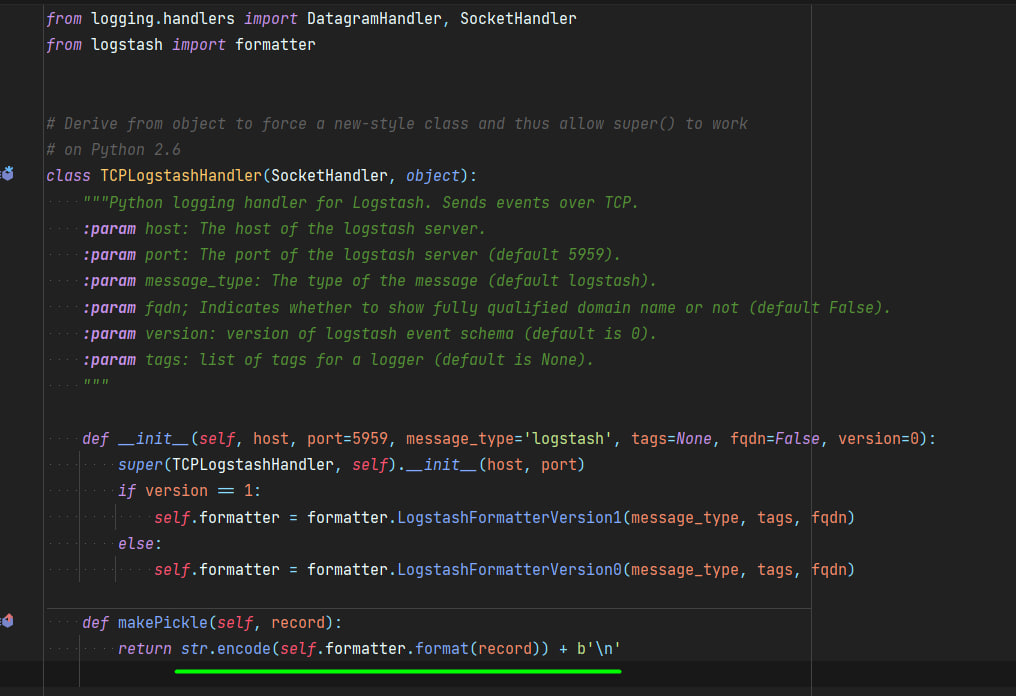 from logging.handlers import DatagramHandler, SocketHandler
from logstash import formatter
# Derive from object to force a new-style class and thus allow super() to work
# on Python 2.6
class TCPLogstashHandler(SocketHandler, object):
"""Python logging handler for Logstash. Sends events over TCP.
:param host: The host of the logstash server.
:param port: The port of the logstash server (default 5959).
:param message_type: The type of the message (default logstash).
:param fqdn; Indicates whether to show fully qualified domain name or not (default False).
:param version: version of logstash event schema (default is 0).
:param tags: list of tags for a logger (default is None).
"""
def __init__(self, host, port=5959, message_type='logstash', tags=None, fqdn=False, version=0):
super(TCPLogstashHandler, self).__init__(host, port)
if version == 1:
self.formatter = formatter.LogstashFormatterVersion1(message_type, tags, fqdn)
else:
self.formatter = formatter.LogstashFormatterVersion0(message_type, tags, fqdn)
def makePickle(self, record):
return str.encode(self.formatter.format(record)) + b'\n'